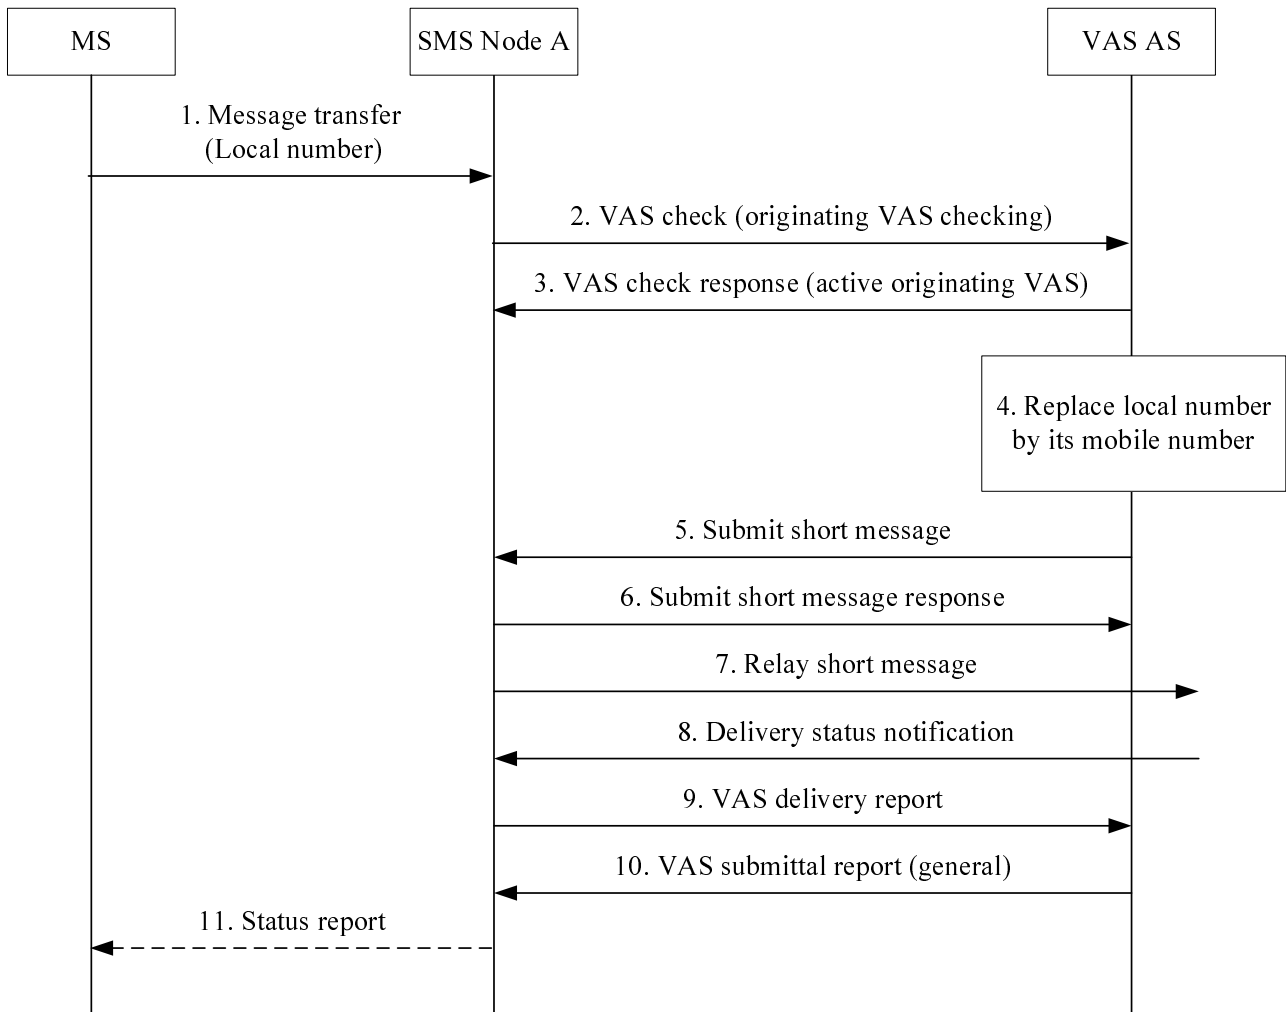 MS
SMS Node A
VAS AS
1. Message transfer
(Local number)
2. VAS check (originating VAS checking)
3. VAS check response (active originating VAS)
4. Replace local number
by its mobile number
5. Submit short message
6. Submit short message response
7. Relay short message
8. Delivery status notification
9. VAS delivery report
10. VAS submittal report (general)
11. Status report